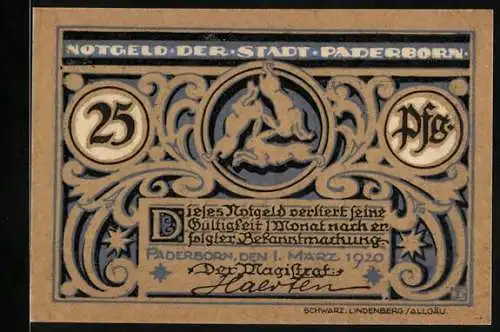 NOTGELD · DER · STADT · PADERBORN ·
25 Pfg.
Dieses Notgeld verliert seine
Gültigkeit 1 Monat nach er
folgter Bekanntmachung.
PADERBORN, DEN 1. MÄRZ 1920
Der Magistrat
Haerten
SCHWARZ, LINDENBERG/ALLGÄU.